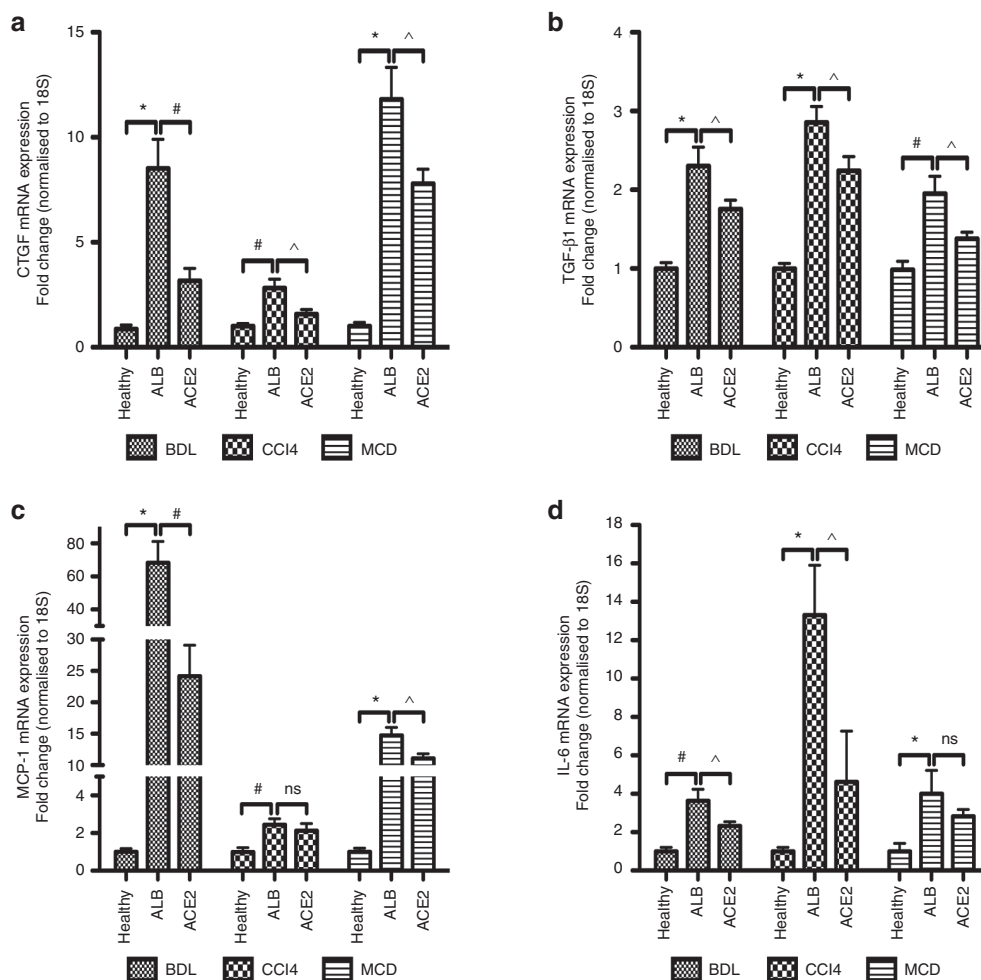 a
CTGF mRNA expression
Fold change (normalised to 18S)
15
10
5
0
* #
# ^
* ^
Healthy ALB ACE2 Healthy ALB ACE2 Healthy ALB ACE2
BDL CCl4 MCD
b
TGF-β1 mRNA expression
Fold change (normalised to 18S)
4
3
2
1
0
* ^
* ^
# ^
Healthy ALB ACE2 Healthy ALB ACE2 Healthy ALB ACE2
BDL CCl4 MCD
c
MCP-1 mRNA expression
Fold change (normalised to 18S)
80
60
40
30
25
20
15
10
6
4
2
0
* #
# ns
* ^
Healthy ALB ACE2 Healthy ALB ACE2 Healthy ALB ACE2
BDL CCl4 MCD
d
IL-6 mRNA expression
Fold change (normalised to 18S)
18
16
14
12
10
8
6
4
2
0
# ^
* ^
* ns
Healthy ALB ACE2 Healthy ALB ACE2 Healthy ALB ACE2
BDL CCl4 MCD